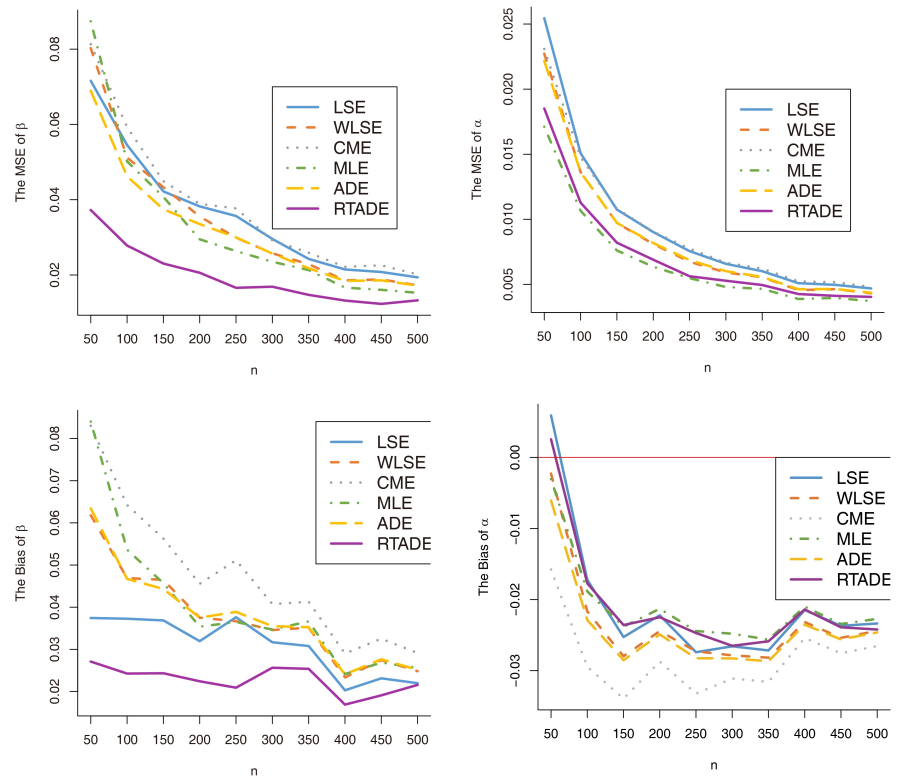 The MSE of β
0.08
0.06
0.04
0.02
LSE
WLSE
CME
MLE
ADE
RTADE
50 100 150 200 250 300 350 400 450 500
n
The MSE of α
0.025
0.020
0.015
0.010
0.005
LSE
WLSE
CME
MLE
ADE
RTADE
50 100 150 200 250 300 350 400 450 500
n
The Bias of β
0.08
0.07
0.06
0.05
0.04
0.03
0.02
LSE
WLSE
CME
MLE
ADE
RTADE
50 100 150 200 250 300 350 400 450 500
n
The Bias of α
0.00
−0.01
−0.02
−0.03
LSE
WLSE
CME
MLE
ADE
RTADE
50 100 150 200 250 300 350 400 450 500
n